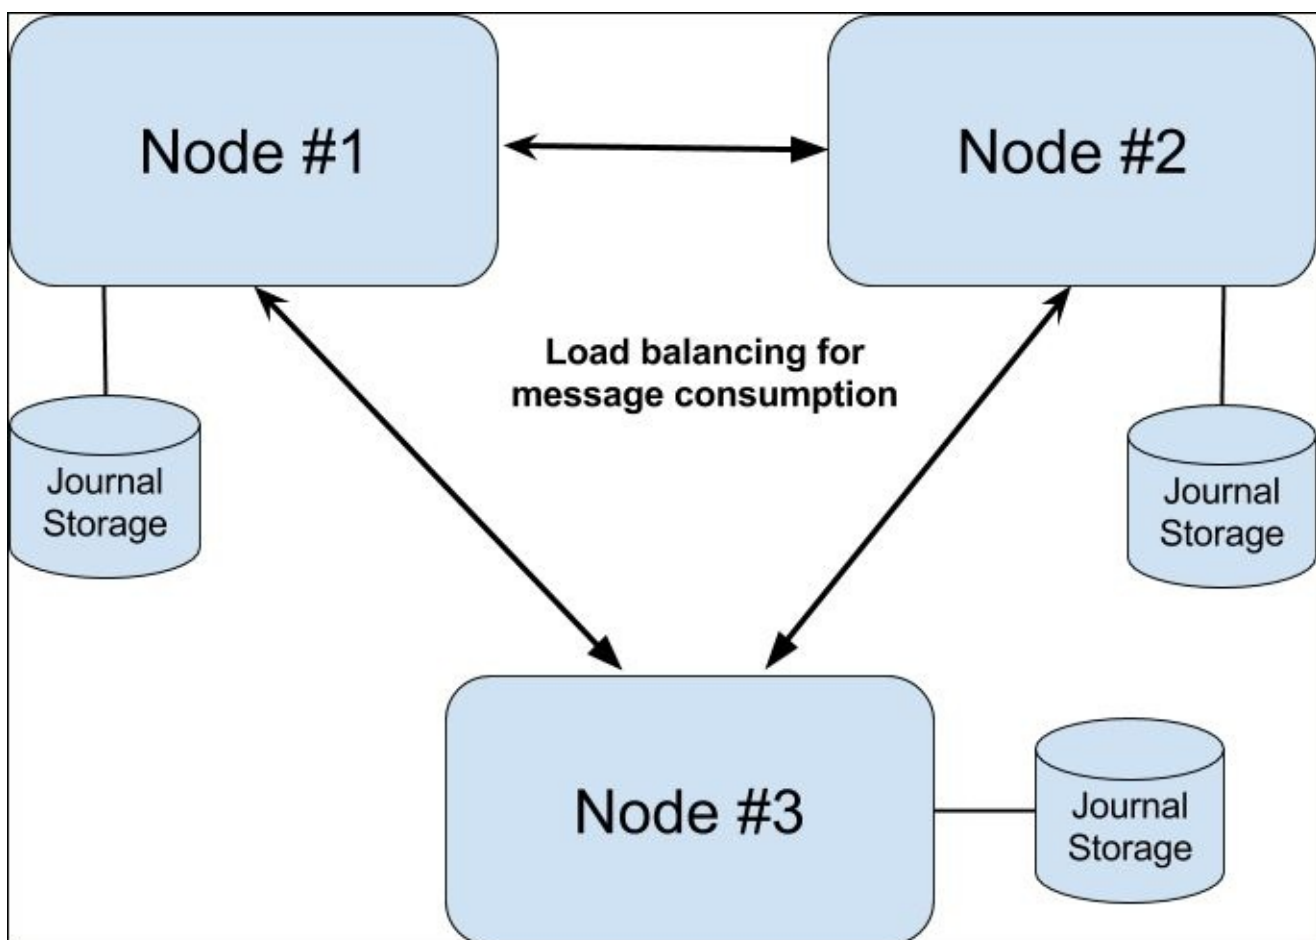 Node #1
Node #2
Load balancing for
message consumption
Journal
Storage
Journal
Storage
Node #3
Journal
Storage